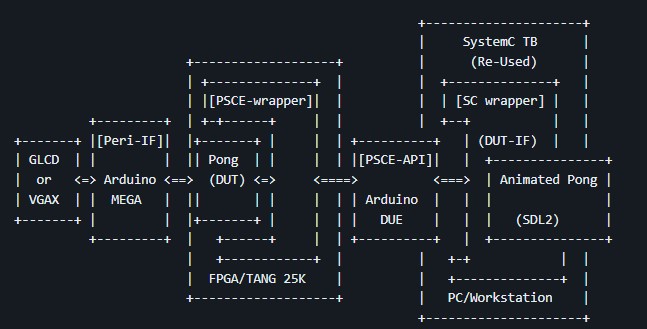 +---------------------+
                                                      |     SystemC TB      |
                       +-------------------+          |      (Re-Used)      |
                       | +--------------+  |          |  +--------------+   |
                       | |[PSCE-wrapper]|  |          |  | [SC wrapper] |   |
          +---------+  | +--+------+    |  |          |  +--+           |   |
+-------+ |[Peri-IF]|  |+-------+  |    |  | +----------+   | (DUT-IF)  |   |
| GLCD  | |         |  || Pong  |  |    |  | |[PSCE-API]|   | +---------------+
|  or   <=> Arduino <==> (DUT) <=>      <====>          <===> | Animated Pong |
| VGAX  | |  MEGA   |  ||       |  |    |  | | Arduino  |   | |               |
+-------+ |         |  |+-------+  |    |  | |   DUE    |   | |    (SDL2)     |
          +---------+  |    +------+    |  | +----------+   | +---------------+
                       |    +-----------+  |          |  +-+            |   |
                       |  FPGA/TANG 25K    |          |   +-------------+   |
                       +-------------------+          |   PC/Workstation    |
                                                      +---------------------+